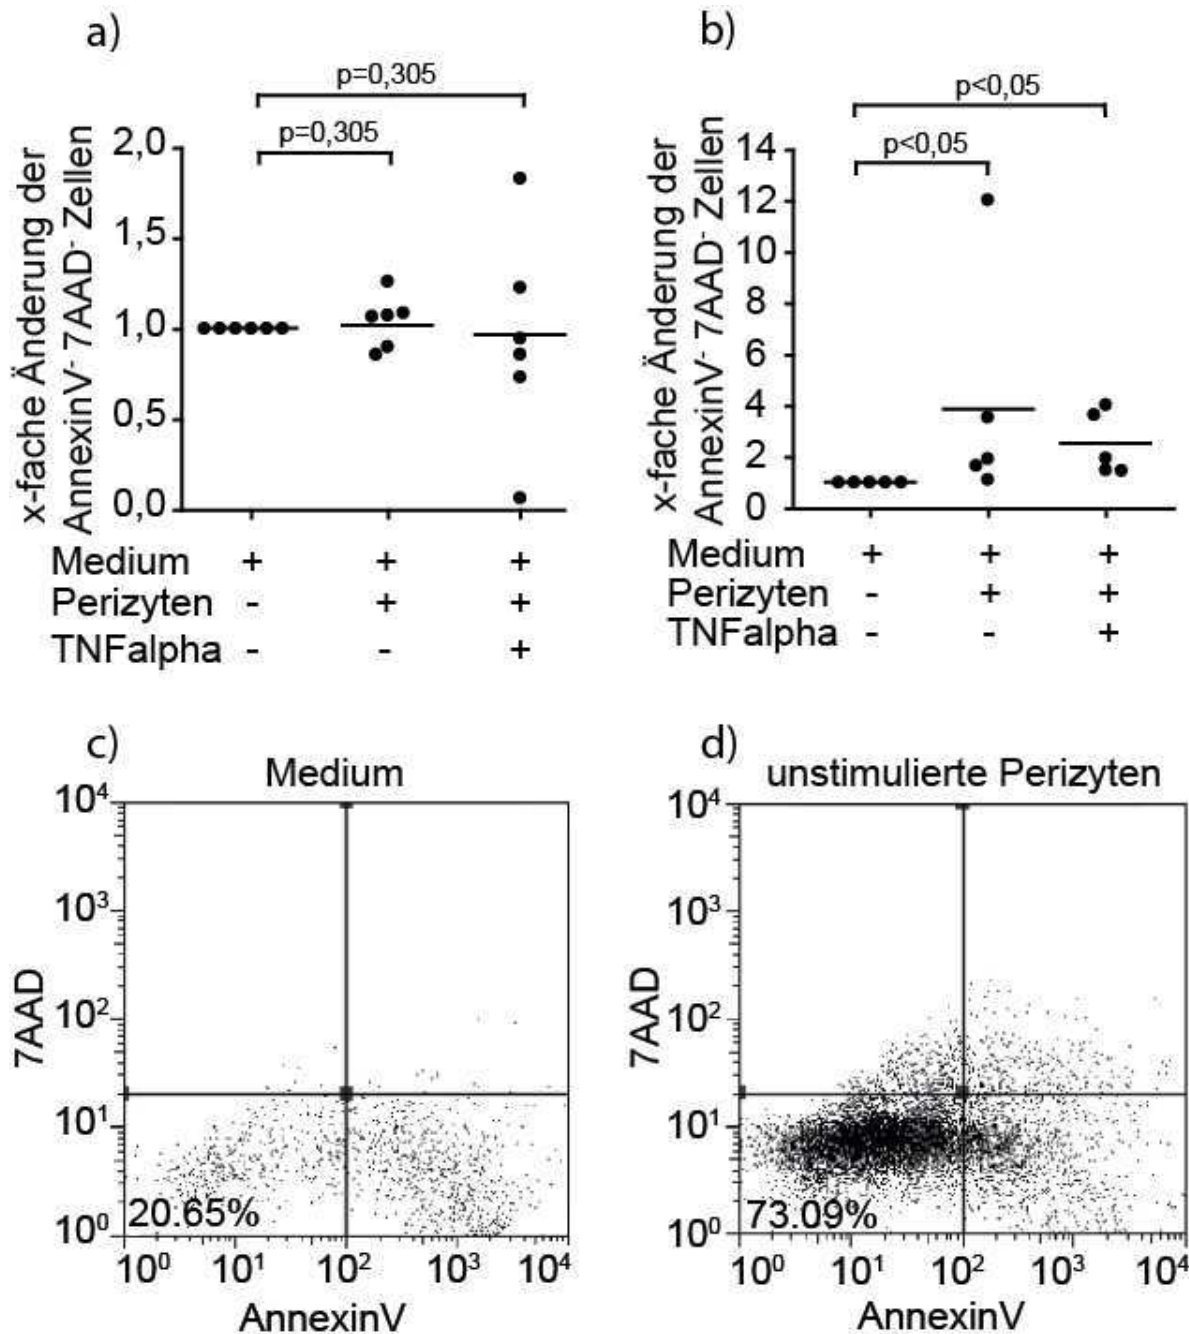 a)
p=0,305
p=0,305
x-fache Änderung der
AnnexinV- 7AAD- Zellen
2,0
1,5
1,0
0,5
0,0
Medium + + +
Perizyten - + +
TNFalpha - - +
b)
p<0,05
p<0,05
x-fache Änderung der
AnnexinV- 7AAD- Zellen
14
12
10
8
6
4
2
0
Medium + + +
Perizyten - + +
TNFalpha - - +
c)
Medium
7AAD
10⁴
10³
10²
10¹
10⁰
20.65%
10⁰ 10¹ 10² 10³ 10⁴
AnnexinV
d)
unstimulierte Perizyten
7AAD
10⁴
10³
10²
10¹
10⁰
73.09%
10⁰ 10¹ 10² 10³ 10⁴
AnnexinV